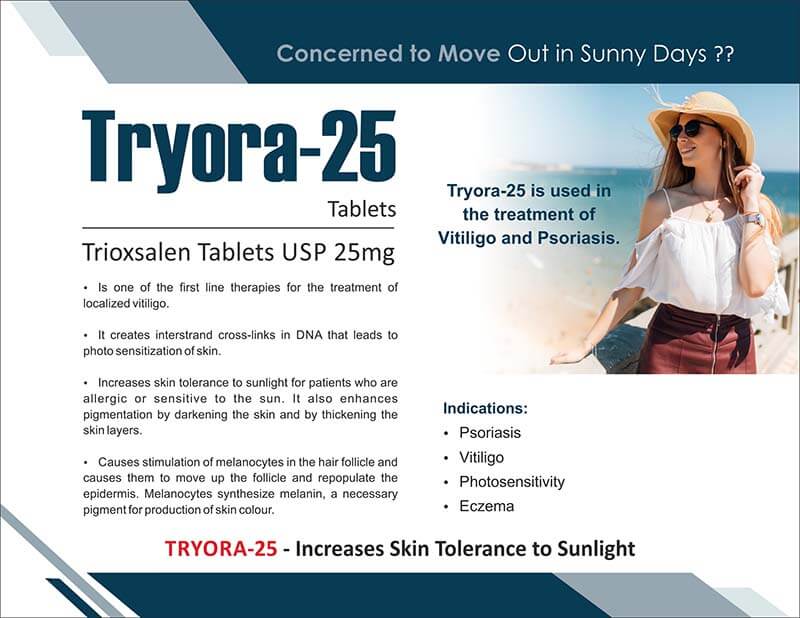 Concerned to Move Out in Sunny Days ??
Tryora-25
Tablets
Trioxsalen Tablets USP 25mg
• Is one of the first line therapies for the treatment of
localized vitiligo.
• It creates interstrand cross-links in DNA that leads to
photo sensitization of skin.
• Increases skin tolerance to sunlight for patients who are
allergic or sensitive to the sun. It also enhances
pigmentation by darkening the skin and by thickening the
skin layers.
• Causes stimulation of melanocytes in the hair follicle and
causes them to move up the follicle and repopulate the
epidermis. Melanocytes synthesize melanin, a necessary
pigment for production of skin colour.
Tryora-25 is used in
the treatment of
Vitiligo and Psoriasis.
Indications:
• Psoriasis
• Vitiligo
• Photosensitivity
• Eczema
TRYORA-25 - Increases Skin Tolerance to Sunlight